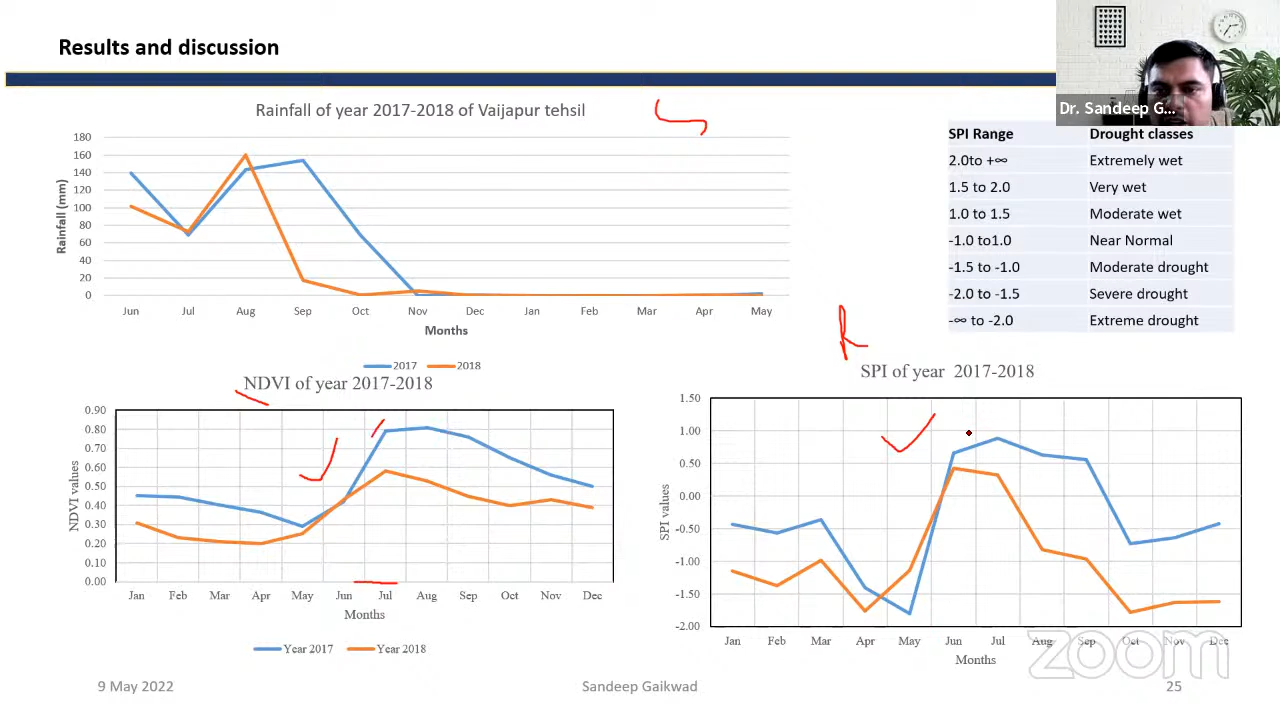 Results and discussion
Dr. Sandeep G...
Rainfall of year 2017-2018 of Vaijapur tehsil
Rainfall (mm)
180
160
140
120
100
80
60
40
20
0
Jun Jul Aug Sep Oct Nov Dec Jan Feb Mar Apr May
Months
2017 2018
SPI Range Drought classes
2.0to +∞ Extremely wet
1.5 to 2.0 Very wet
1.0 to 1.5 Moderate wet
-1.0 to1.0 Near Normal
-1.5 to -1.0 Moderate drought
-2.0 to -1.5 Severe drought
-∞ to -2.0 Extreme drought
NDVI of year 2017-2018
NDVI values
0.90
0.80
0.70
0.60
0.50
0.40
0.30
0.20
0.10
0.00
Jan Feb Mar Apr May Jun Jul Aug Sep Oct Nov Dec
Months
Year 2017 Year 2018
SPI of year 2017-2018
SPI values
1.50
1.00
0.50
0.00
-0.50
-1.00
-1.50
-2.00
Jan Feb Mar Apr May Jun Jul Aug Sep Oct Nov Dec
Months
zoom
9 May 2022 Sandeep Gaikwad 25